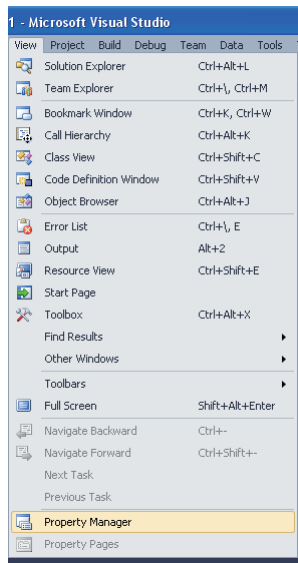 1 - Microsoft Visual Studio
View Project Build Debug Team Data Tools
Solution Explorer Ctrl+Alt+L
Team Explorer Ctrl+\, Ctrl+M
Bookmark Window Ctrl+K, Ctrl+W
Call Hierarchy Ctrl+Alt+K
Class View Ctrl+Shift+C
Code Definition Window Ctrl+Shift+V
Object Browser Ctrl+Alt+J
Error List Ctrl+\, E
Output Alt+2
Resource View Ctrl+Shift+E
Start Page
Toolbox Ctrl+Alt+X
Find Results
Other Windows
Toolbars
Full Screen Shift+Alt+Enter
Navigate Backward Ctrl+-
Navigate Forward Ctrl+Shift+-
Next Task
Previous Task
Property Manager
Property Pages